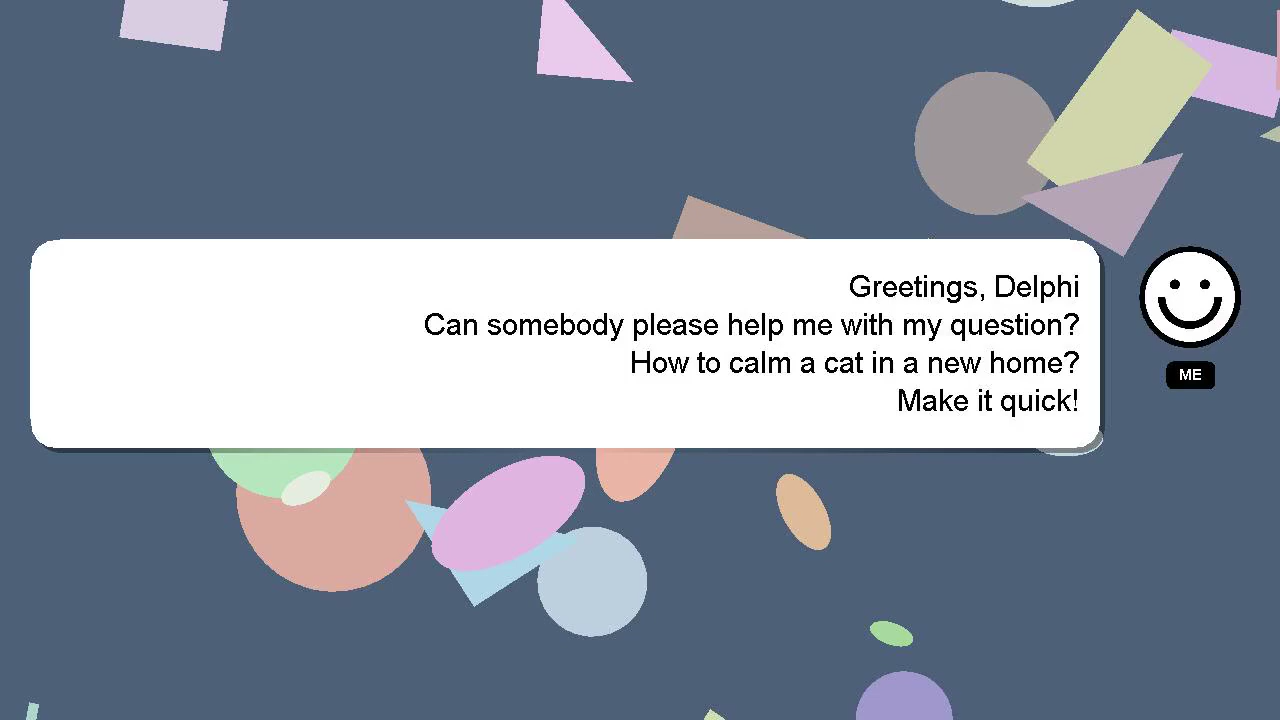 Greetings, Delphi
Can somebody please help me with my question?
How to calm a cat in a new home?
Make it quick!
ME